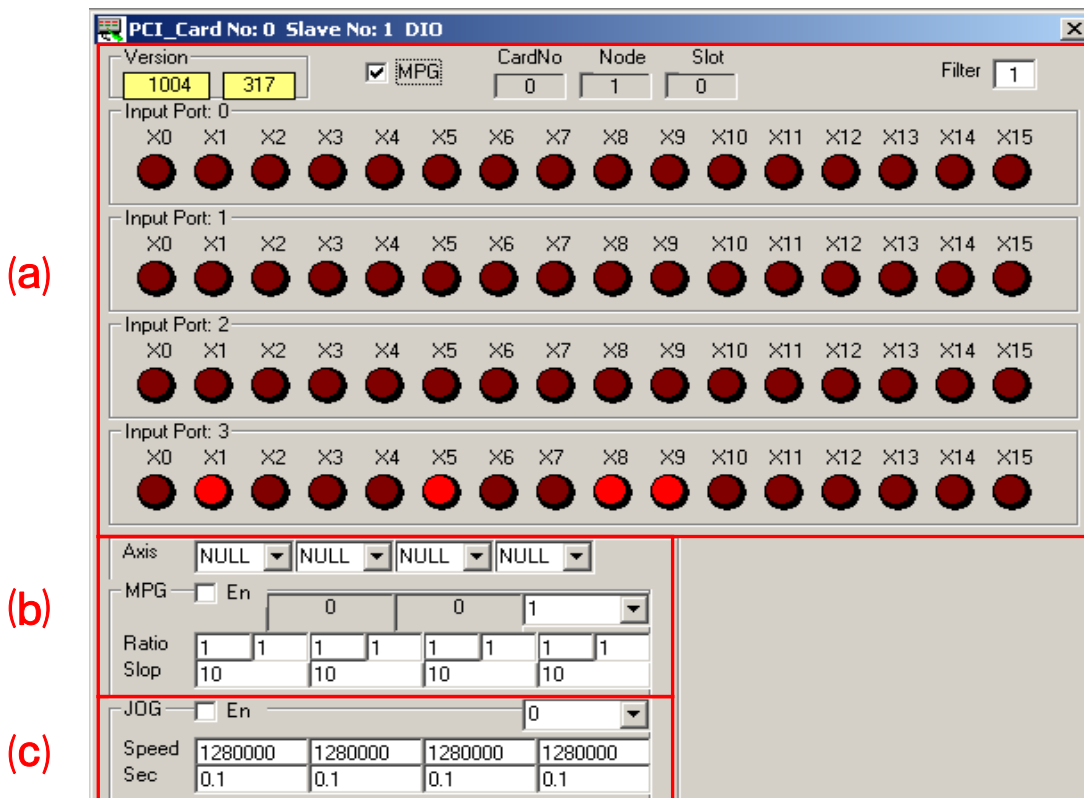 PCI_Card No: 0 Slave No: 1 DIO
Version
1004 317
MPG
CardNo Node Slot
0 1 0
Filter 1
Input Port: 0
X0 X1 X2 X3 X4 X5 X6 X7 X8 X9 X10 X11 X12 X13 X14 X15
Input Port: 1
X0 X1 X2 X3 X4 X5 X6 X7 X8 X9 X10 X11 X12 X13 X14 X15
(a)
Input Port: 2
X0 X1 X2 X3 X4 X5 X6 X7 X8 X9 X10 X11 X12 X13 X14 X15
Input Port: 3
X0 X1 X2 X3 X4 X5 X6 X7 X8 X9 X10 X11 X12 X13 X14 X15
Axis NULL NULL NULL NULL
(b)
MPG En 0 0 1
Ratio 1 1 1 1 1 1 1 1
Slop 10 10 10 10
JOG En 0
(c)
Speed 1280000 1280000 1280000 1280000
Sec 0.1 0.1 0.1 0.1